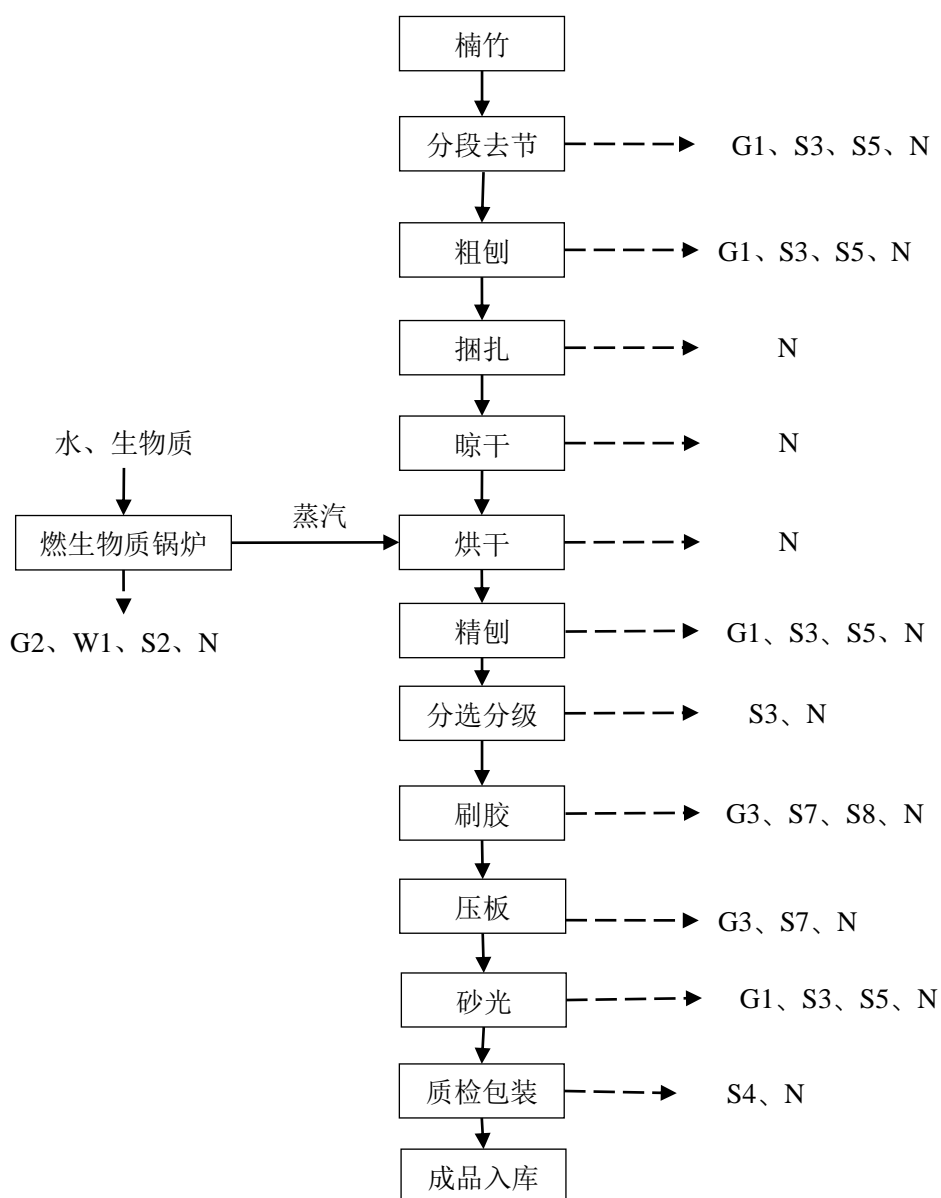 楠竹
分段去节
G1、S3、S5、N
粗刨
G1、S3、S5、N
捆扎
N
晾干
N
水、生物质
燃生物质锅炉
蒸汽
烘干
N
G2、W1、S2、N
精刨
G1、S3、S5、N
分选分级
S3、N
刷胶
G3、S7、S8、N
压板
G3、S7、N
砂光
G1、S3、S5、N
质检包装
S4、N
成品入库